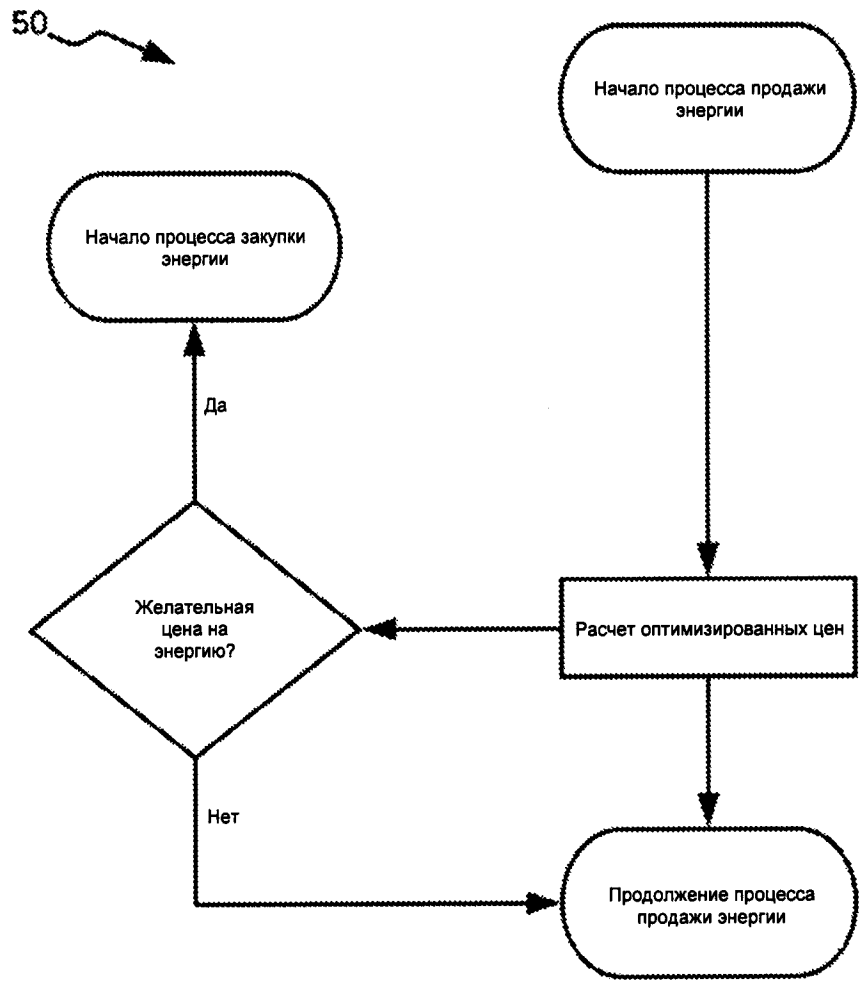 50
Начало процесса продажи
энергии
Начало процесса закупки
энергии
Да
Желательная
цена на
энергию?
Расчет оптимизированных цен
Нет
Продолжение процесса
продажи энергии